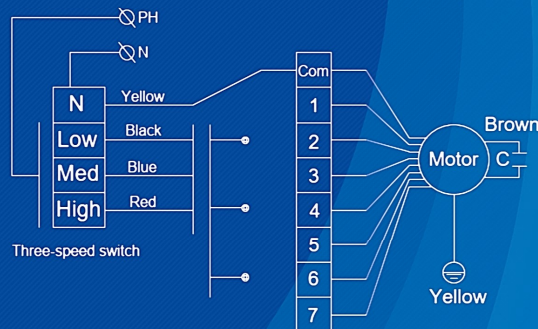 PH
N
N
Yellow
Low
Black
Med
Blue
High
Red
Three-speed switch
Com
1
2
3
4
5
6
7
Motor
Brown
C
Yellow